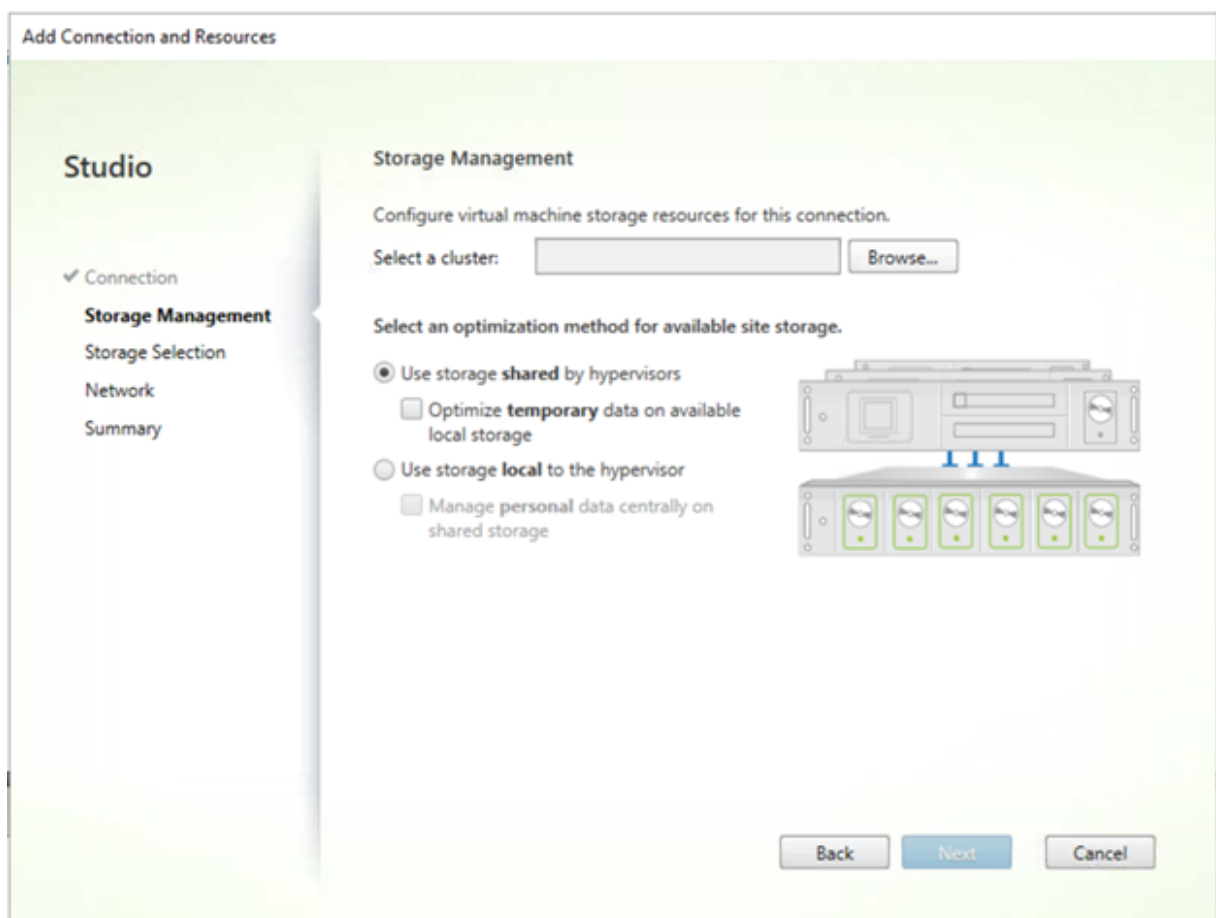 Add Connection and Resources
Studio
Connection
Storage Management
Storage Selection
Network
Summary
Storage Management
Configure virtual machine storage resources for this connection.
Select a cluster:
Browse...
Select an optimization method for available site storage.
Use storage shared by hypervisors
Optimize temporary data on available
local storage
Use storage local to the hypervisor
Manage personal data centrally on
shared storage
Back
Next
Cancel